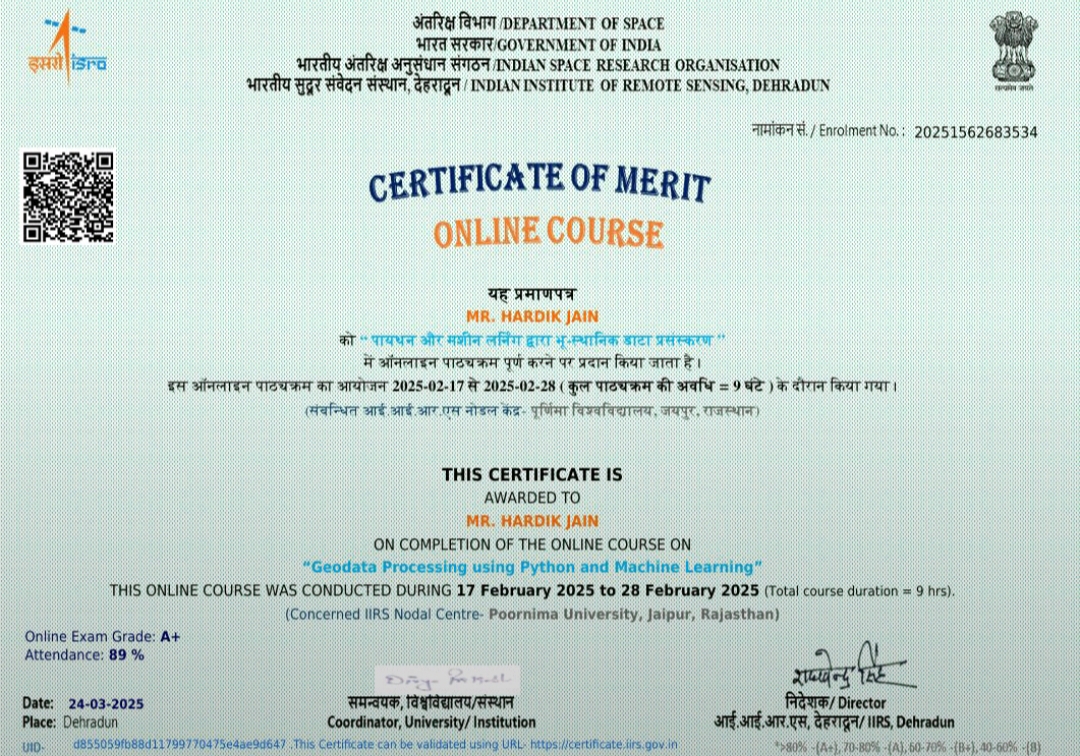 अंतरिक्ष विभाग /DEPARTMENT OF SPACE
भारत सरकार/GOVERNMENT OF INDIA
भारतीय अंतरिक्ष अनुसंधान संगठन /INDIAN SPACE RESEARCH ORGANISATION
भारतीय सुदूर संवेदन संस्थान, देहरादून / INDIAN INSTITUTE OF REMOTE SENSING, DEHRADUN
इसरो isro
सत्यमेव जयते
नामांकन सं. / Enrolment No. : 20251562683534
CERTIFICATE OF MERIT
ONLINE COURSE
यह प्रमाणपत्र
MR. HARDIK JAIN
को “ पायथन और मशीन लर्निंग द्वारा भू-स्थानिक डाटा प्रसंस्करण ”
में ऑनलाइन पाठ्यक्रम पूर्ण करने पर प्रदान किया जाता है।
इस ऑनलाइन पाठ्यक्रम का आयोजन 2025-02-17 से 2025-02-28 ( कुल पाठ्यक्रम की अवधि = 9 घंटे ) के दौरान किया गया।
(संबन्धित आई.आई.आर.एस नोडल केंद्र- पूर्णिमा विश्वविद्यालय, जयपुर, राजस्थान)
THIS CERTIFICATE IS
AWARDED TO
MR. HARDIK JAIN
ON COMPLETION OF THE ONLINE COURSE ON
“Geodata Processing using Python and Machine Learning”
THIS ONLINE COURSE WAS CONDUCTED DURING 17 February 2025 to 28 February 2025 (Total course duration = 9 hrs).
(Concerned IIRS Nodal Centre- Poornima University, Jaipur, Rajasthan)
Online Exam Grade: A+
Attendance: 89 %
Date: 24-03-2025
Place: Dehradun
समन्वयक, विश्वविद्यालय/संस्थान
Coordinator, University/ Institution
राघवेन्द्र सिंह
निदेशक/ Director
आई.आई.आर.एस, देहरादून/ IIRS, Dehradun
UID- d855059fb88d11799770475e4ae9d647 .This Certificate can be validated using URL- https://certificate.iirs.gov.in
*>80% -{A+},70-80% -{A},60-70% -{B+},40-60% -{B}